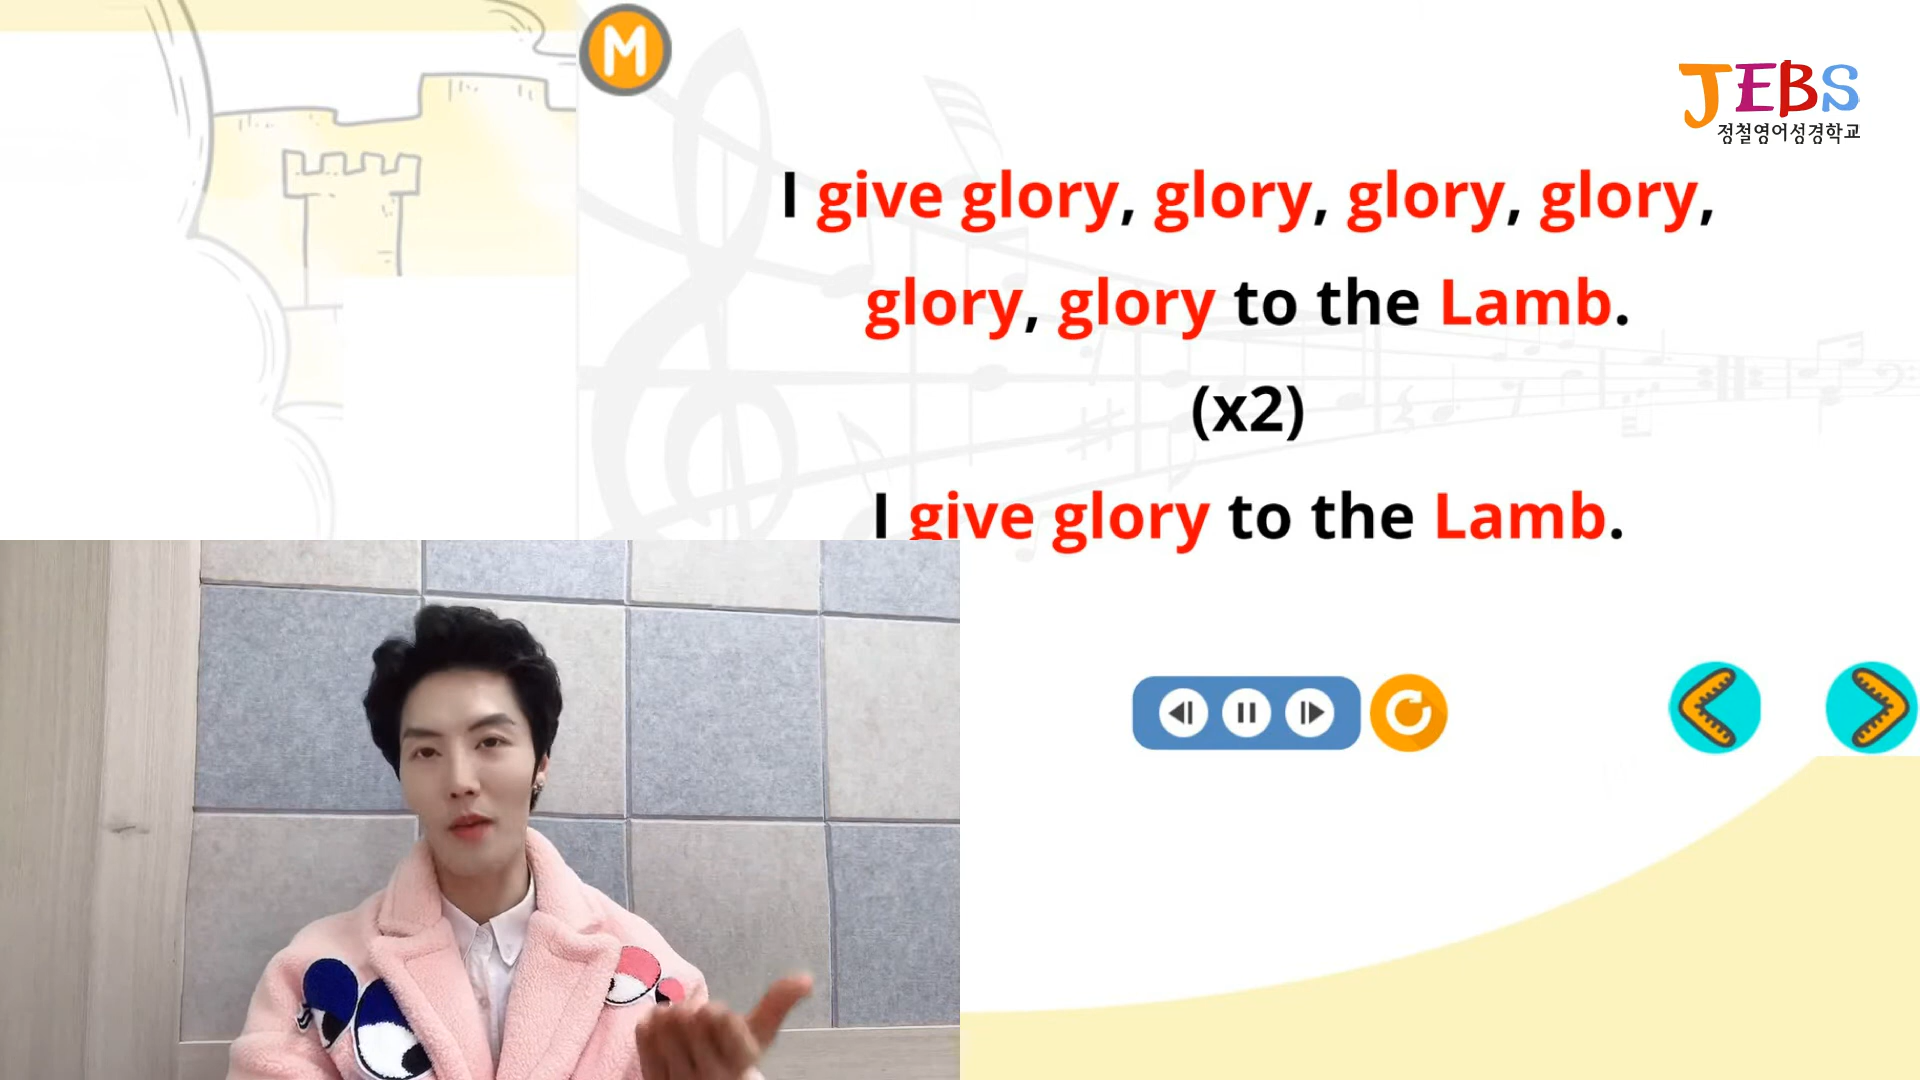 M
JEBS
정철영어성경학교
I give glory, glory, glory, glory,
glory, glory to the Lamb.
(x2)
I give glory to the Lamb.